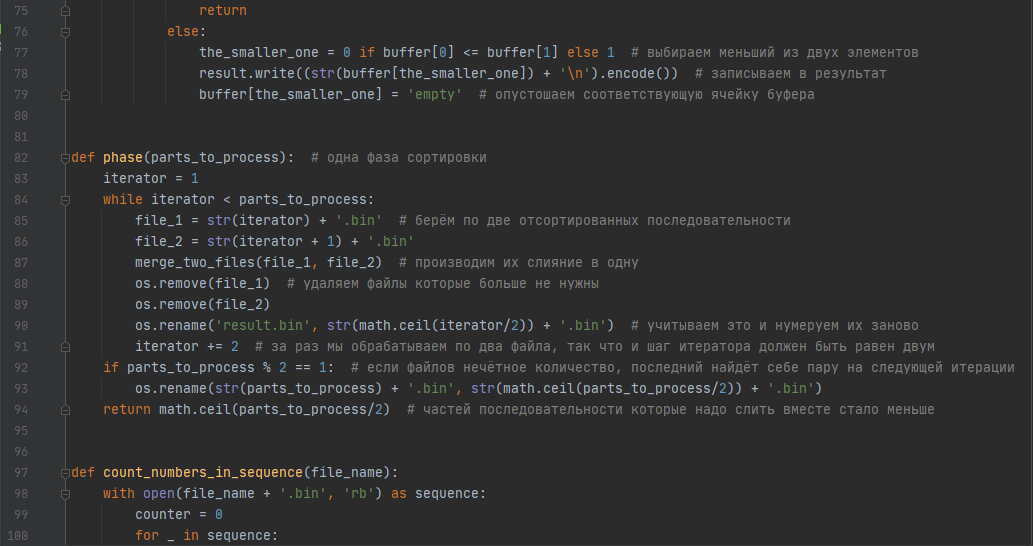 75 return
76 else:
77 the_smaller_one = 0 if buffer[0] <= buffer[1] else 1  # выбираем меньший из двух элементов
78 result.write((str(buffer[the_smaller_one]) + '\n').encode())  # записываем в результат
79 buffer[the_smaller_one] = 'empty'  # опустошаем соответствующую ячейку буфера
80
81
82 def phase(parts_to_process):  # одна фаза сортировки
83 iterator = 1
84 while iterator < parts_to_process:
85 file_1 = str(iterator) + '.bin'  # берём по две отсортированных последовательности
86 file_2 = str(iterator + 1) + '.bin'
87 merge_two_files(file_1, file_2)  # производим их слияние в одну
88 os.remove(file_1)  # удаляем файлы которые больше не нужны
89 os.remove(file_2)
90 os.rename('result.bin', str(math.ceil(iterator/2)) + '.bin')  # учитываем это и нумеруем их заново
91 iterator += 2  # за раз мы обрабатываем по два файла, так что и шаг итератора должен быть равен двум
92 if parts_to_process % 2 == 1:  # если файлов нечётное количество, последний найдёт себе пару на следующей итерации
93 os.rename(str(parts_to_process) + '.bin', str(math.ceil(parts_to_process/2)) + '.bin')
94 return math.ceil(parts_to_process/2)  # частей последовательности которые надо слить вместе стало меньше
95
96
97 def count_numbers_in_sequence(file_name):
98 with open(file_name + '.bin', 'rb') as sequence:
99 counter = 0
100 for _ in sequence: